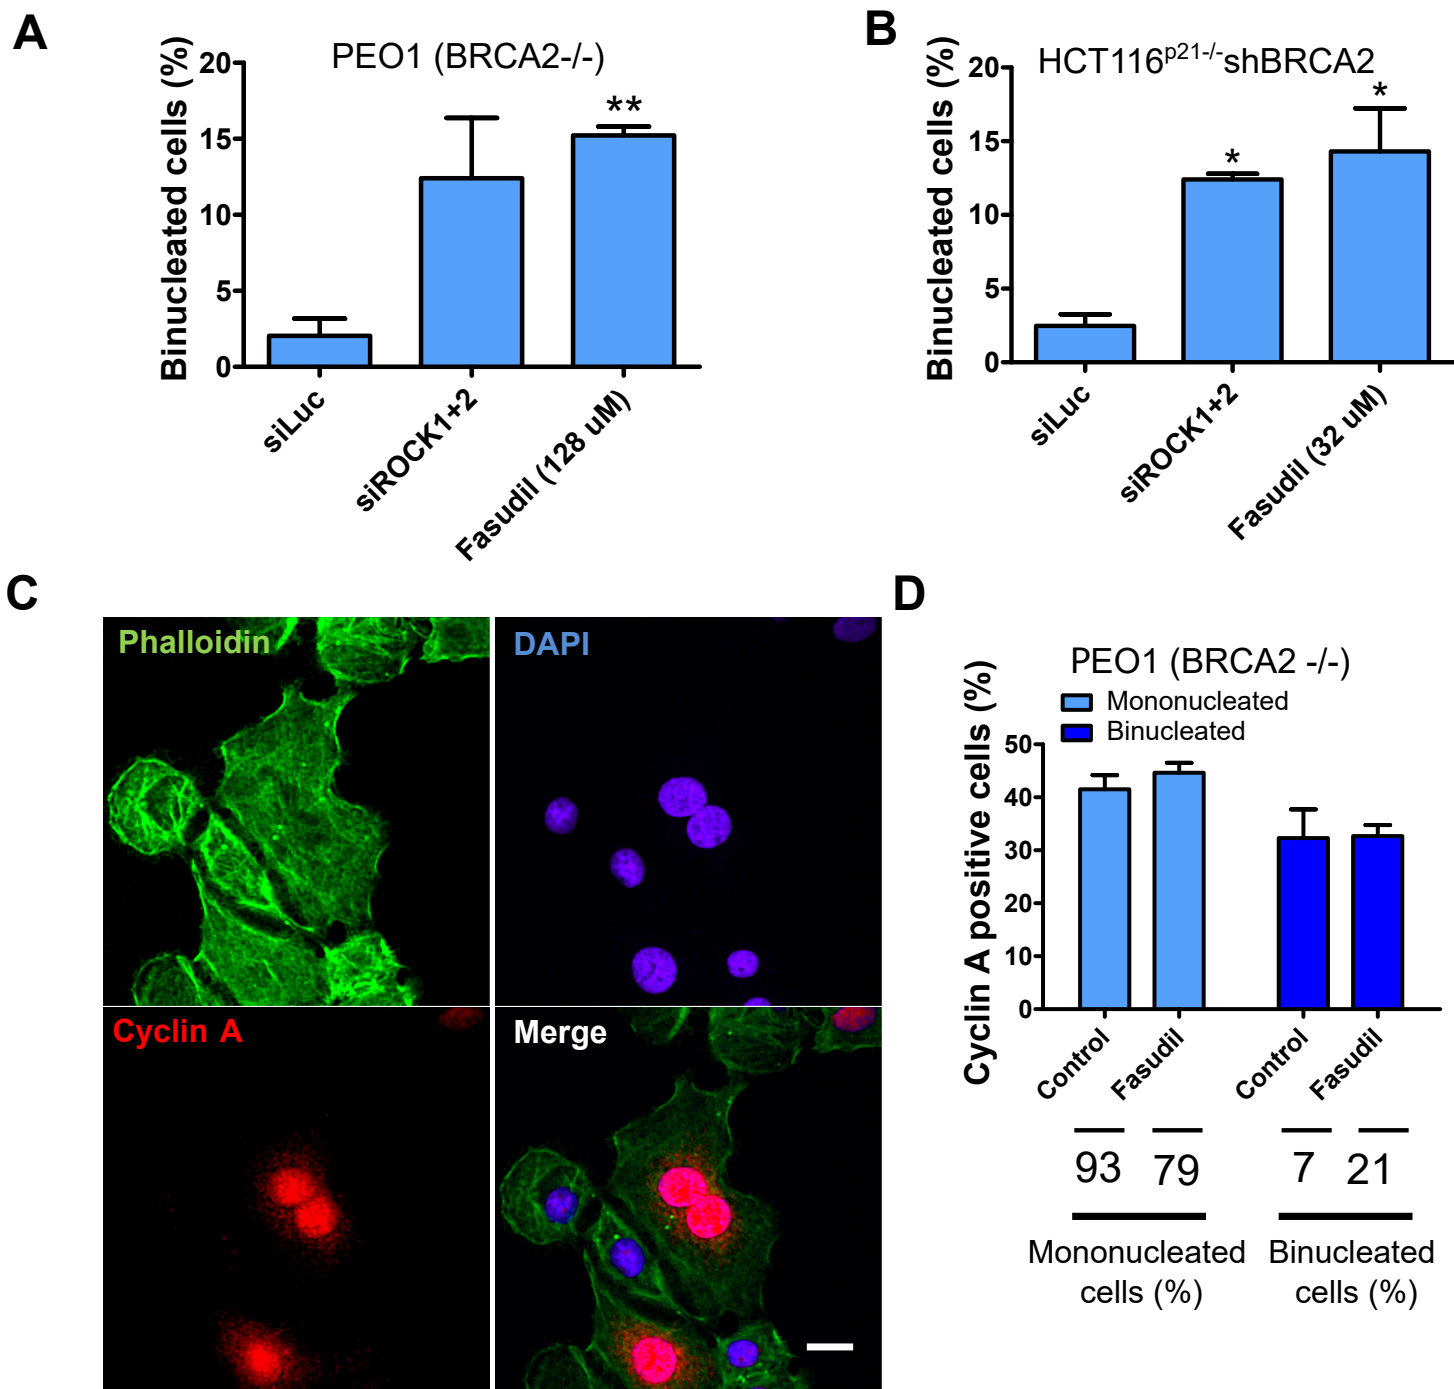 A
PEO1 (BRCA2-/-)
Binucleated cells (%)
20
15
10
5
0
**
siLuc
siROCK1+2
Fasudil (128 uM)
B
HCT116p21-/-shBRCA2
Binucleated cells (%)
20
15
10
5
0
*
*
siLuc
siROCK1+2
Fasudil (32 uM)
C
Phalloidin
DAPI
Cyclin A
Merge
D
PEO1 (BRCA2 -/-)
Mononucleated
Binucleated
Cyclin A positive cells (%)
50
40
30
20
10
0
Control
Fasudil
Control
Fasudil
93 79 7 21
Mononucleated
cells (%)
Binucleated
cells (%)